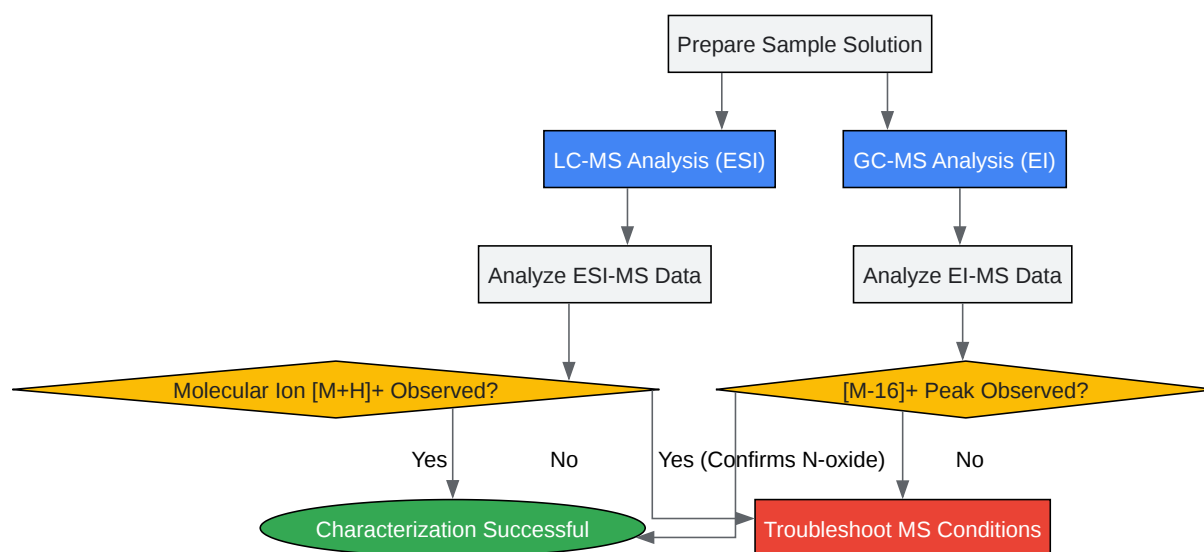 Prepare Sample Solution
LC-MS Analysis (ESI)
GC-MS Analysis (EI)
Analyze ESI-MS Data
Analyze EI-MS Data
Molecular Ion [M+H]+ Observed?
[M-16]+ Peak Observed?
Yes
No
Yes (Confirms N-oxide)
No
Characterization Successful
Troubleshoot MS Conditions